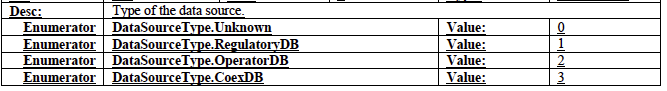 Desc: Type of the data source.
Enumerator DataSourceType.Unknown Value: 0
Enumerator DataSourceType.RegulatoryDB Value: 1
Enumerator DataSourceType.OperatorDB Value: 2
Enumerator DataSourceType.CoexDB Value: 3